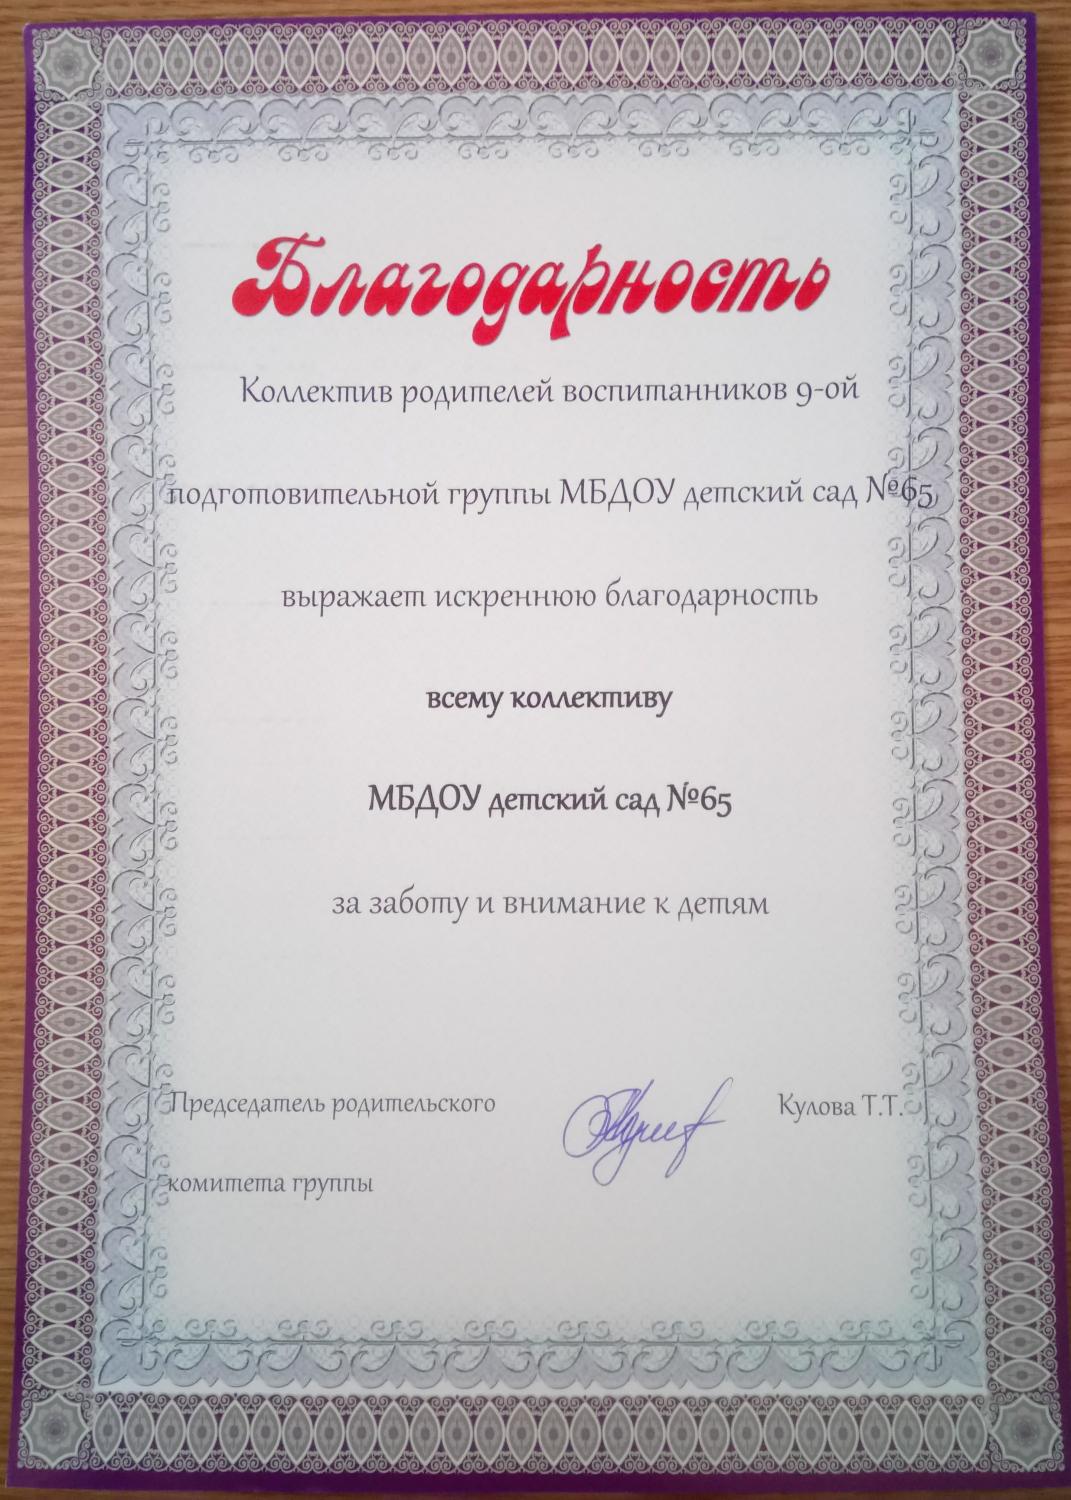 Благодарность
Коллектив родителей воспитанников 9-ой
подготовительной группы МБДОУ детский сад №65
выражает искреннюю благодарность
всему коллективу
МБДОУ детский сад №65
за заботу и внимание к детям
Председатель родительского
Кулова Т.Т.
комитета группы